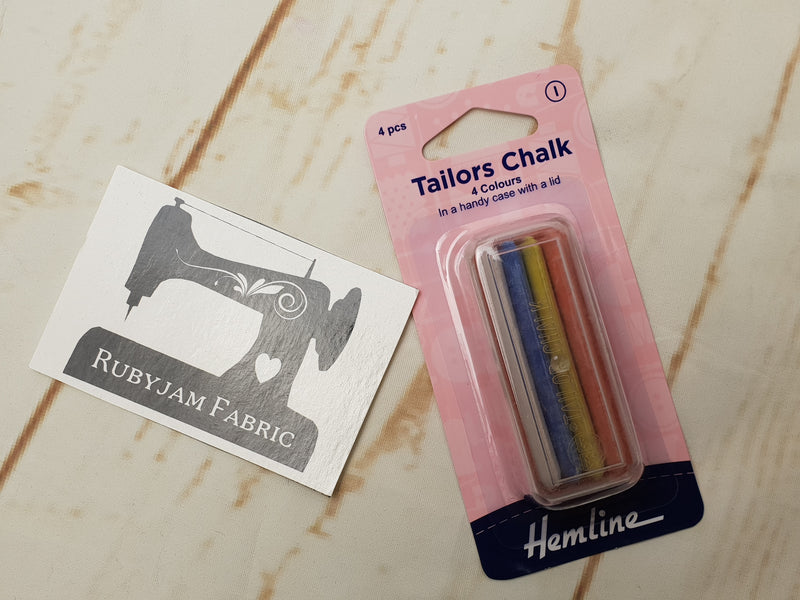 4 pcs
I
Tailors Chalk
4 Colours
In a handy case with a lid
Hemline
RUBYJAM FABRIC